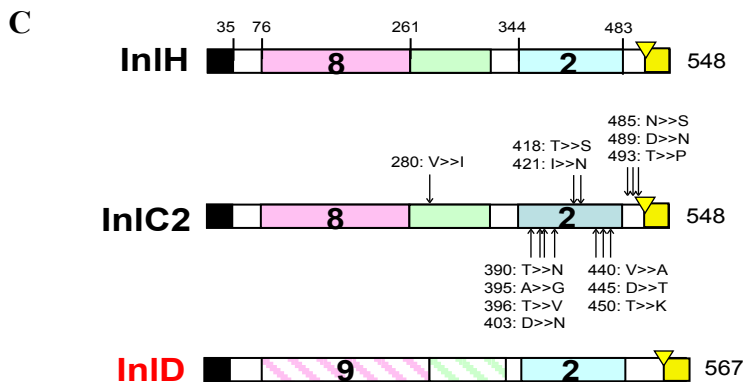 C
35 76 261 344 483
InlH 8 2 548
485: N>>S
418: T>>S 489: D>>N
280: V>>I 421: I>>N 493: T>>P
InlC2 8 2 548
390: T>>N 440: V>>A
395: A>>G 445: D>>T
396: T>>V 450: T>>K
403: D>>N
InlD 9 2 567